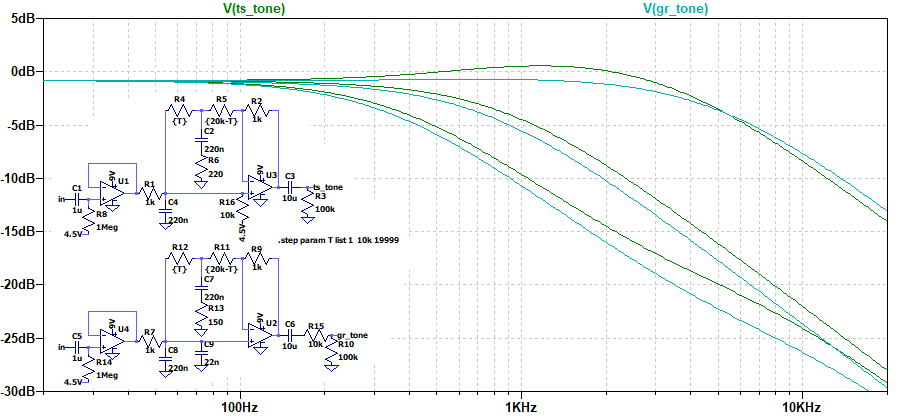 V(ts_tone) V(gr_tone)
5dB
0dB
-5dB
-10dB
-15dB
-20dB
-25dB
-30dB
100Hz 1KHz 10KHz
R4 R5 R2
{T} {20k-T} 1k
C2
220n
R6
220
C1 U1 9V R1 U3 9V C3
in 1u 1k 10u ts_tone
R8 C4 R16 R3
1Meg 220n 10k 100k
4.5V 4.5V
.step param T list 1 10k 19999
R12 R11 R9
{T} {20k-T} 1k
C7
220n
R13
150
C5 U4 9V R7 U2 9V C6 R15 gr_tone
in 1u 1k 10u 10k
R14 C8 C9 R10
1Meg 220n 22n 100k
4.5V